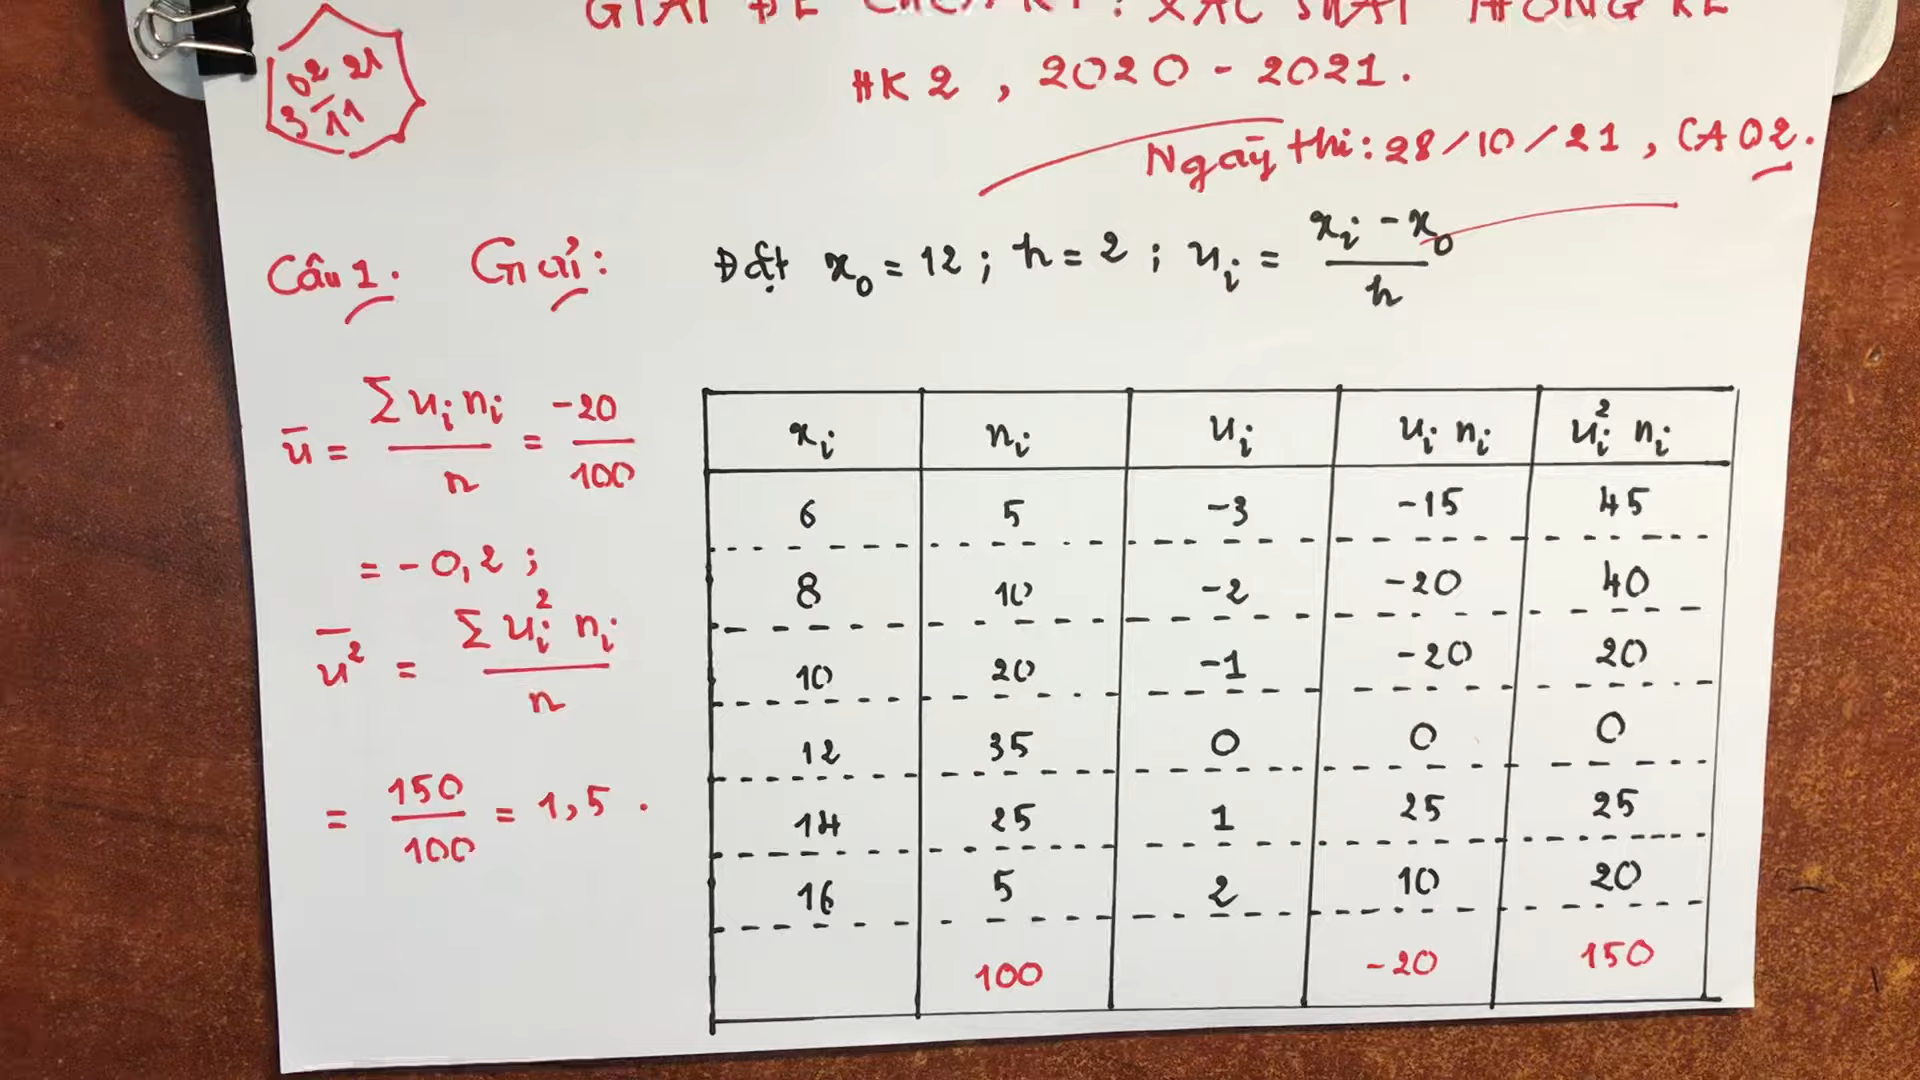 HK2, 2020 - 2021.
Ngày thi: 28/10/21, CA02.
02 21
3 11
Câu 1. Giải: Đặt x₀ = 12; h = 2; uᵢ = (xᵢ - x₀)/h
ū = Σuᵢnᵢ/n = -20/100
= -0,2;
u̅² = Σuᵢ²nᵢ/n
= 150/100 = 1,5.
xᵢ nᵢ uᵢ uᵢnᵢ uᵢ²nᵢ
6 5 -3 -15 45
8 10 -2 -20 40
10 20 -1 -20 20
12 35 0 0 0
14 25 1 25 25
16 5 2 10 20
100 -20 150